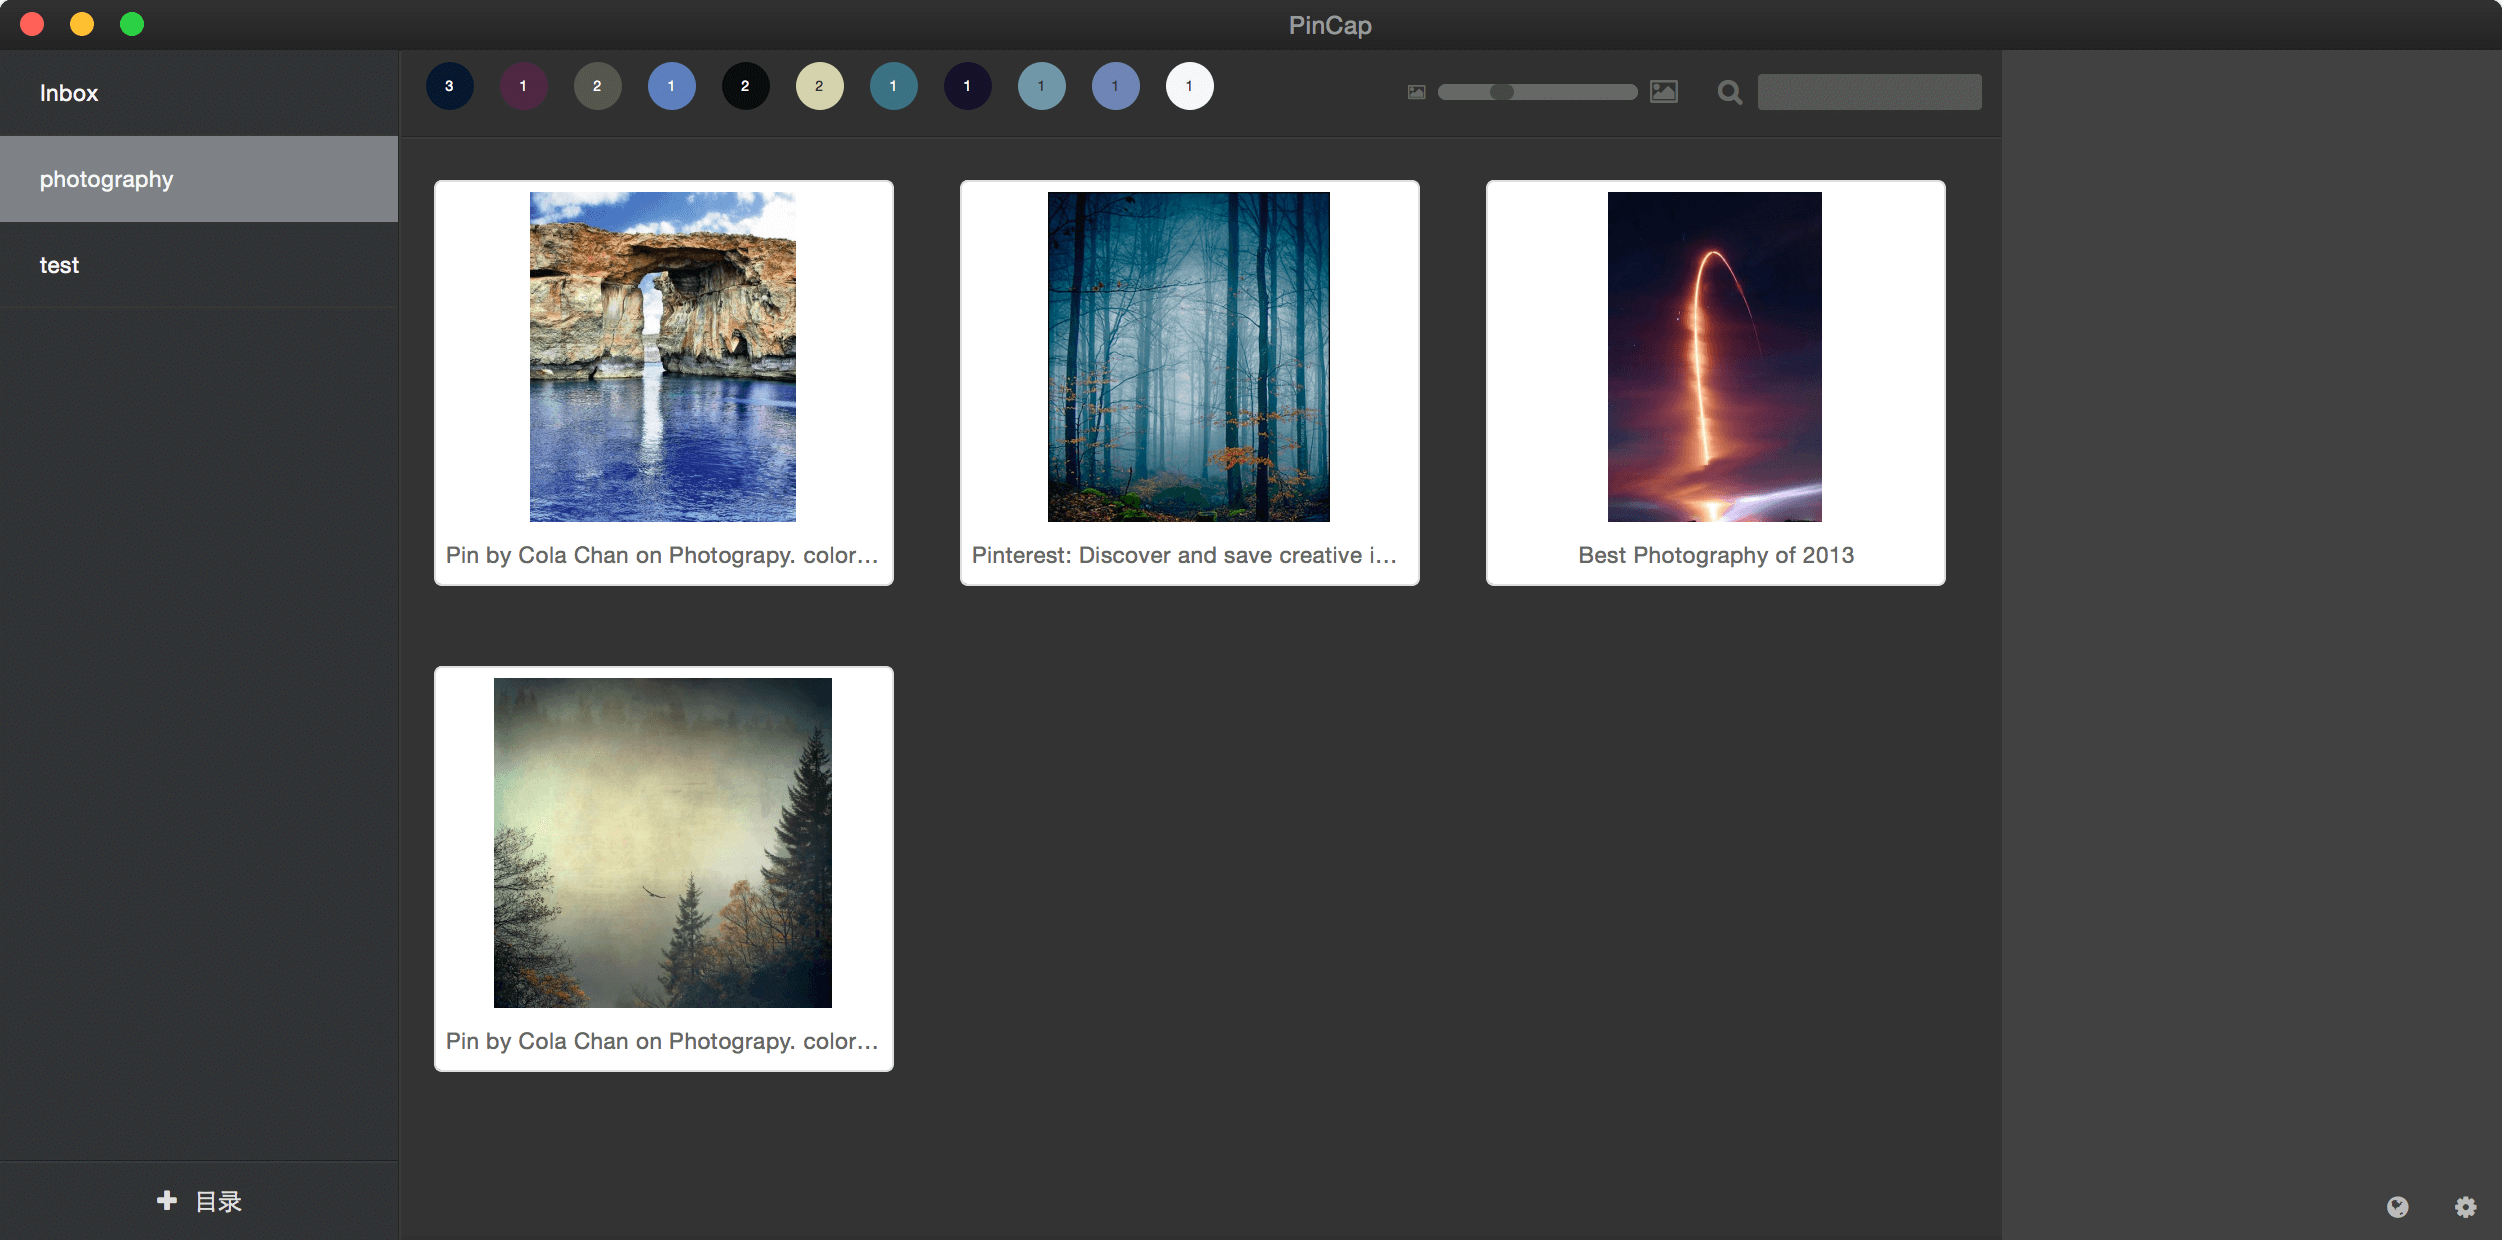 PinCap
Inbox
photography
test
目录
3 1 2 1 2 2 1 1 1 1 1
Pin by Cola Chan on Photograpy. color...
Pinterest: Discover and save creative i...
Best Photography of 2013
Pin by Cola Chan on Photograpy. color...